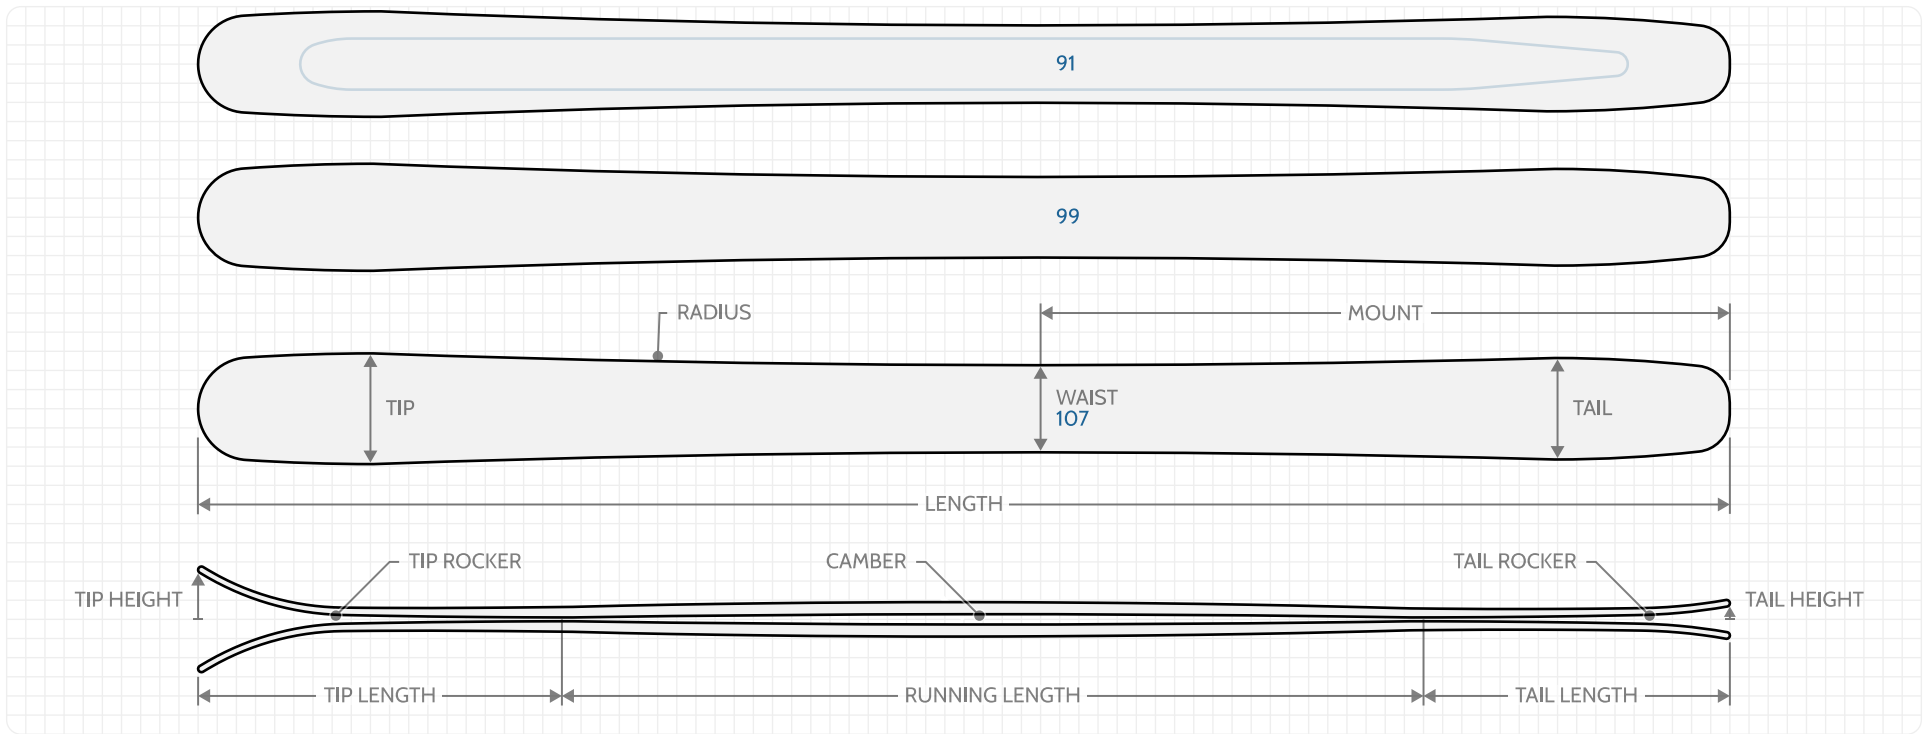 91
99
RADIUS
MOUNT
TIP
WAIST
107
TAIL
LENGTH
TIP ROCKER
CAMBER
TAIL ROCKER
TIP HEIGHT
TAIL HEIGHT
TIP LENGTH
RUNNING LENGTH
TAIL LENGTH